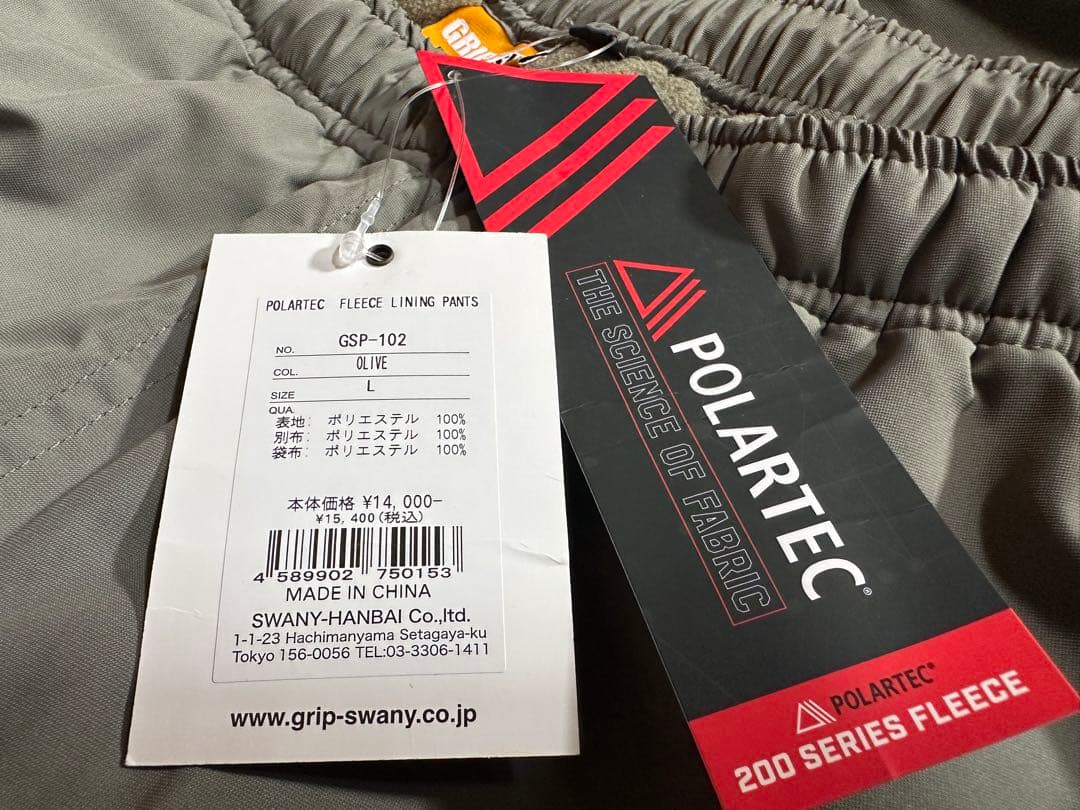 POLARTEC FLEECE LINING PANTS
NO. GSP-102
COL. OLIVE
SIZE L
QUA.
表地: ポリエステル 100%
別布: ポリエステル 100%
袋布: ポリエステル 100%
本体価格 ¥14,000-
¥15,400(税込)
4 589902 750153
MADE IN CHINA
SWANY-HANBAI Co.,ltd.
1-1-23 Hachimanyama Setagaya-ku
Tokyo 156-0056 TEL:03-3306-1411
www.grip-swany.co.jp
POLARTEC®
THE SCIENCE OF FABRIC
POLARTEC®
200 SERIES FLEECE